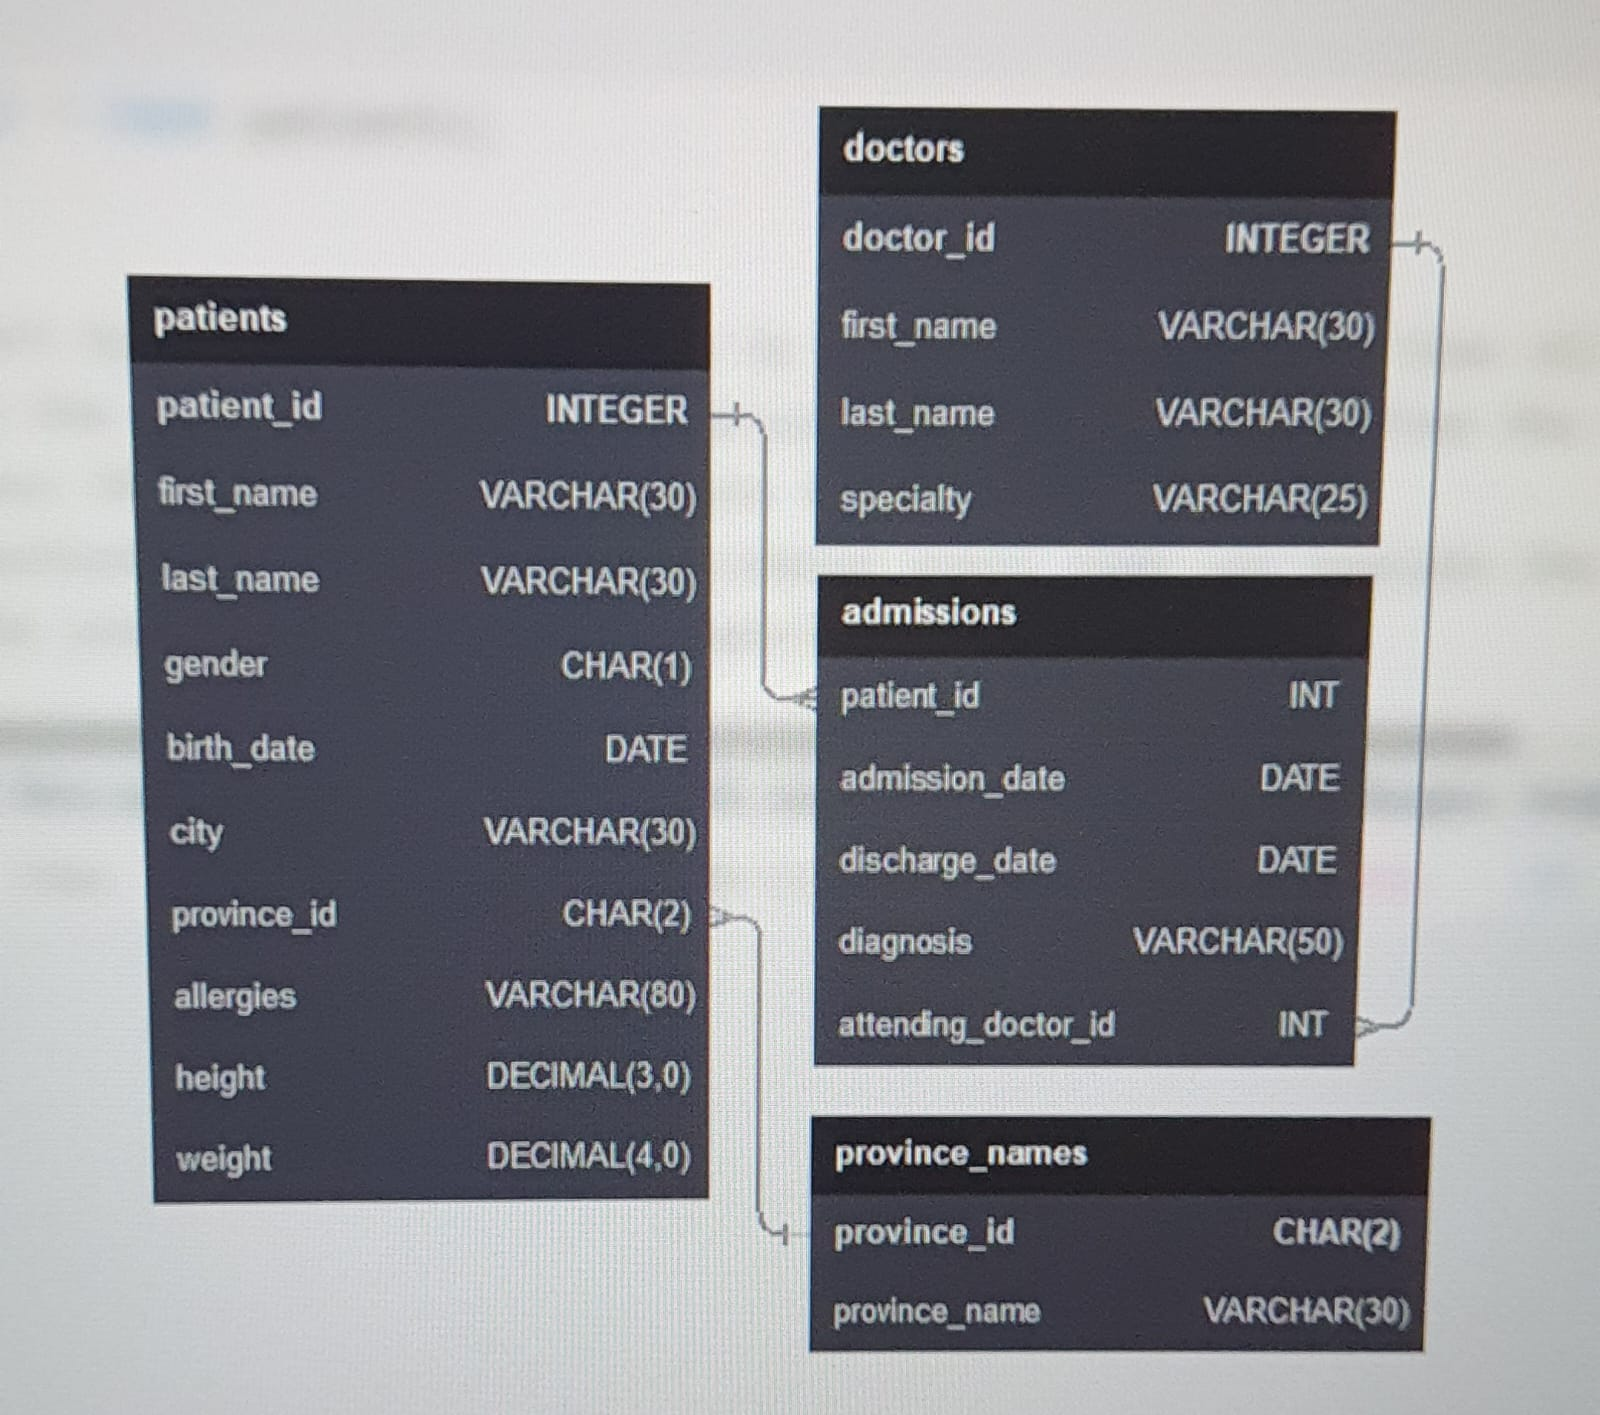 patients
patient_id INTEGER
first_name VARCHAR(30)
last_name VARCHAR(30)
gender CHAR(1)
birth_date DATE
city VARCHAR(30)
province_id CHAR(2)
allergies VARCHAR(80)
height DECIMAL(3,0)
weight DECIMAL(4,0)
doctors
doctor_id INTEGER
first_name VARCHAR(30)
last_name VARCHAR(30)
specialty VARCHAR(25)
admissions
patient_id INT
admission_date DATE
discharge_date DATE
diagnosis VARCHAR(50)
attending_doctor_id INT
province_names
province_id CHAR(2)
province_name VARCHAR(30)